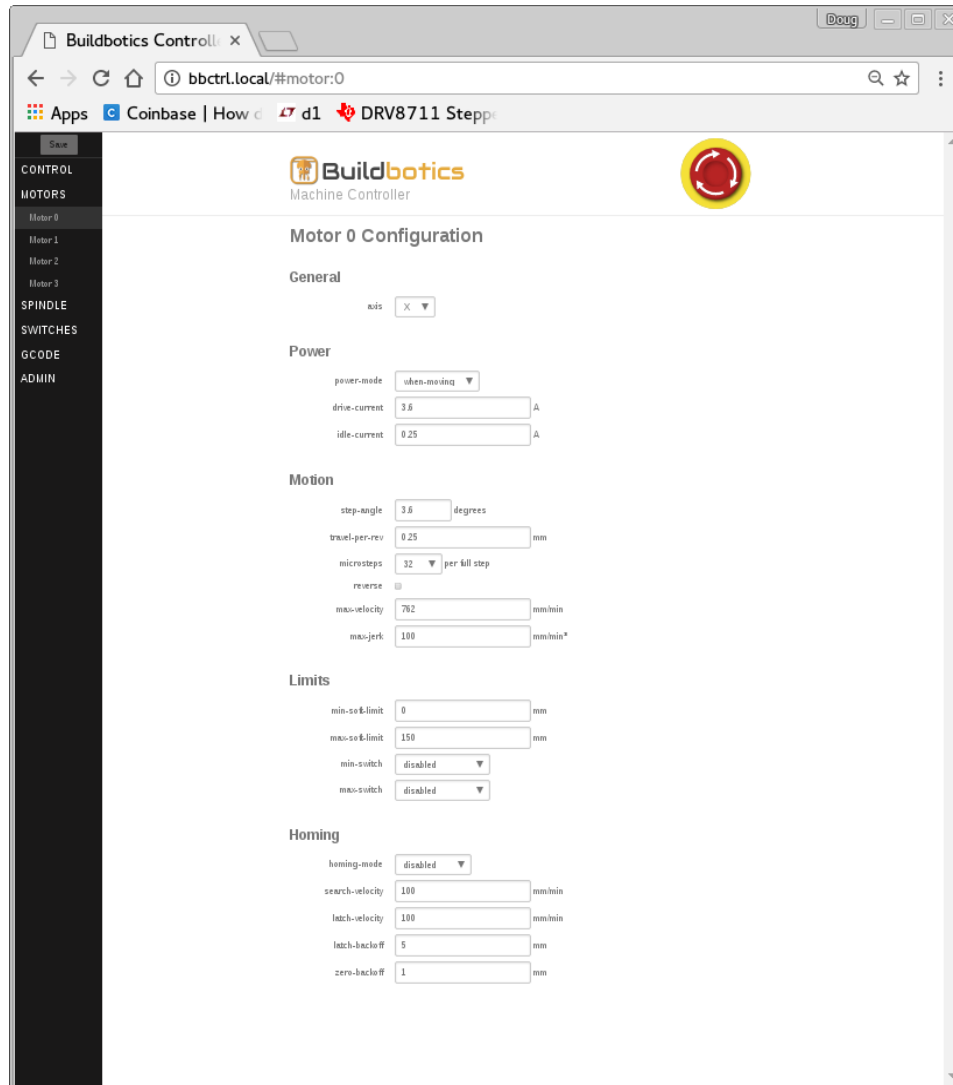 Doug
Buildbotics Controlle
bbctrl.local/#motor:0
Apps Coinbase | How d d1 DRV8711 Steppe
Save
CONTROL
MOTORS
Motor 0
Motor 1
Motor 2
Motor 3
SPINDLE
SWITCHES
GCODE
ADMIN
Buildbotics
Machine Controller
Motor 0 Configuration
General
axis X
Power
power-mode when-moving
drive-current 3.6 A
idle-current 0.25 A
Motion
step-angle 3.6 degrees
travel-per-rev 0.25 mm
microsteps 32 per full step
reverse
max-velocity 762 mm/min
max-jerk 100 mm/min³
Limits
min-soft-limit 0 mm
max-soft-limit 150 mm
min-switch disabled
max-switch disabled
Homing
homing-mode disabled
search-velocity 100 mm/min
latch-velocity 100 mm/min
latch-backoff 5 mm
zero-backoff 1 mm